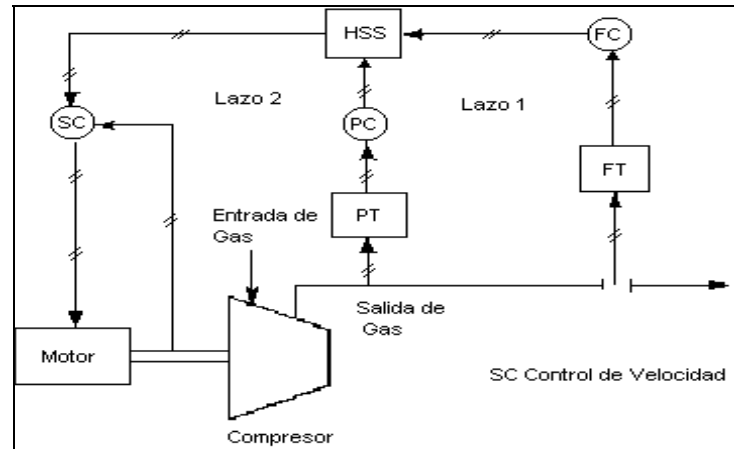 HSS
FC
Lazo 2
Lazo 1
SC
PC
FT
Entrada de
Gas
PT
Salida de
Gas
Motor
SC Control de Velocidad
Compresor